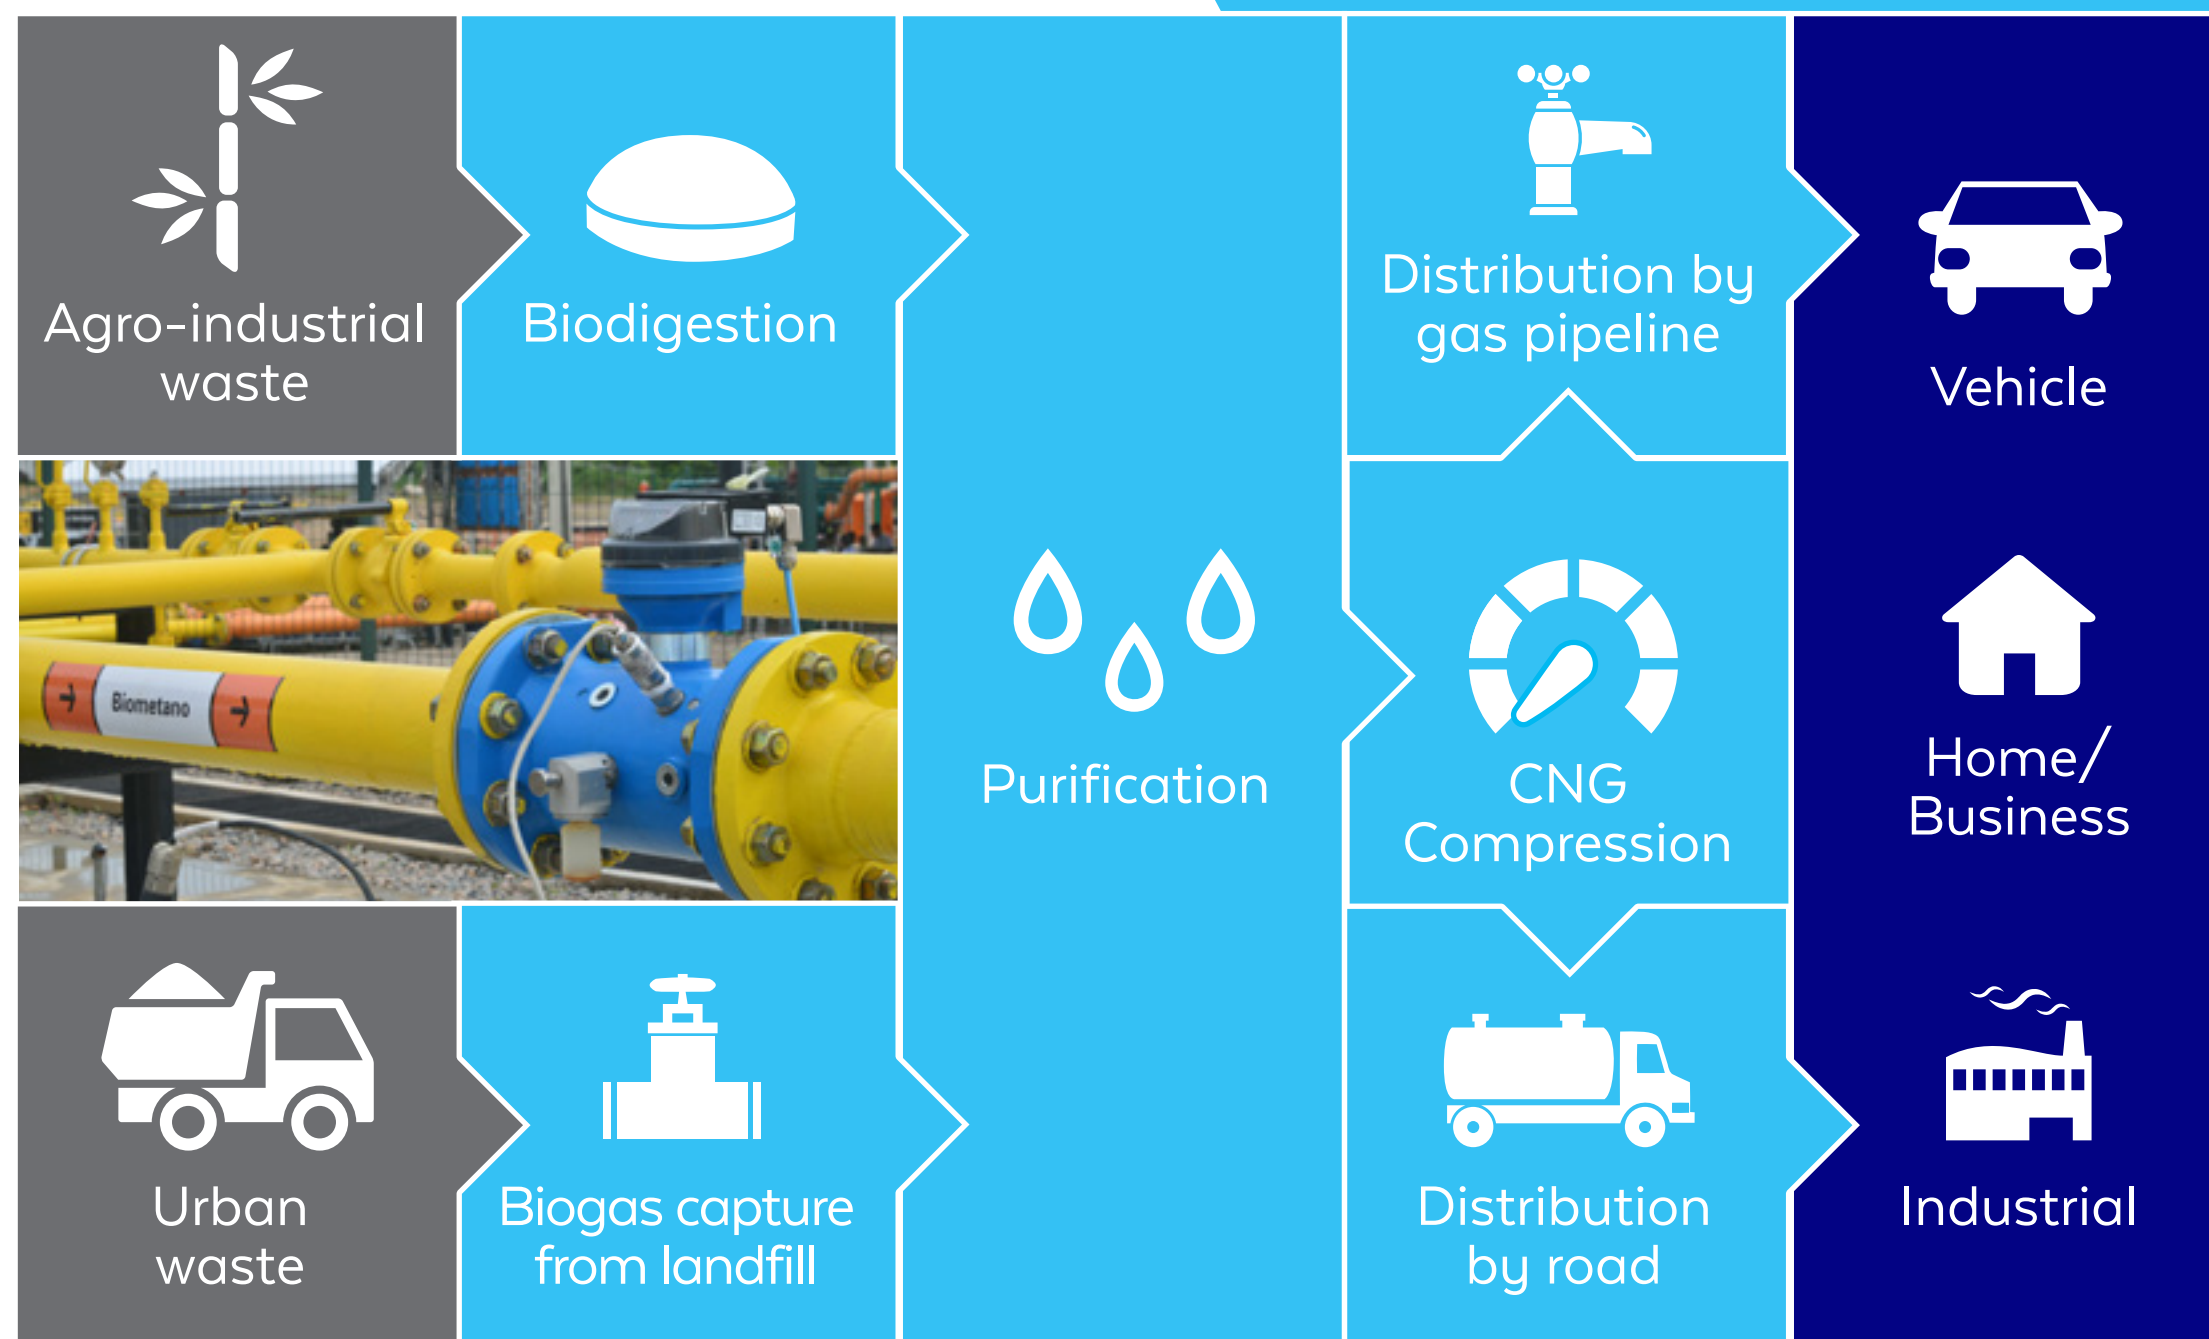 Agro-industrial
waste
Biodigestion
Distribution by
gas pipeline
Vehicle
Biometano
Purification
CNG
Compression
Home/
Business
Urban
waste
Biogas capture
from landfill
Distribution
by road
Industrial